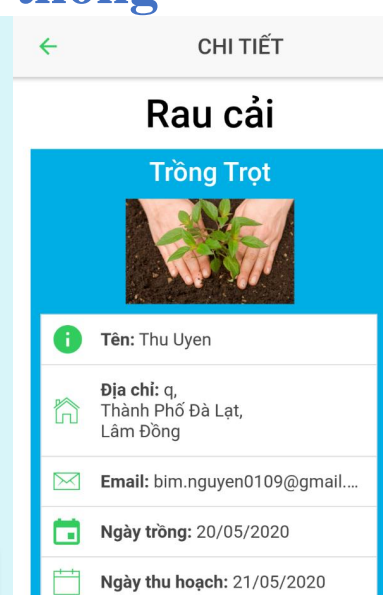 thống
CHI TIẾT
Rau cải
Trồng Trọt
Tên: Thu Uyen
Địa chỉ: q,
Thành Phố Đà Lạt,
Lâm Đồng
Email: bim.nguyen0109@gmail....
Ngày trồng: 20/05/2020
Ngày thu hoạch: 21/05/2020